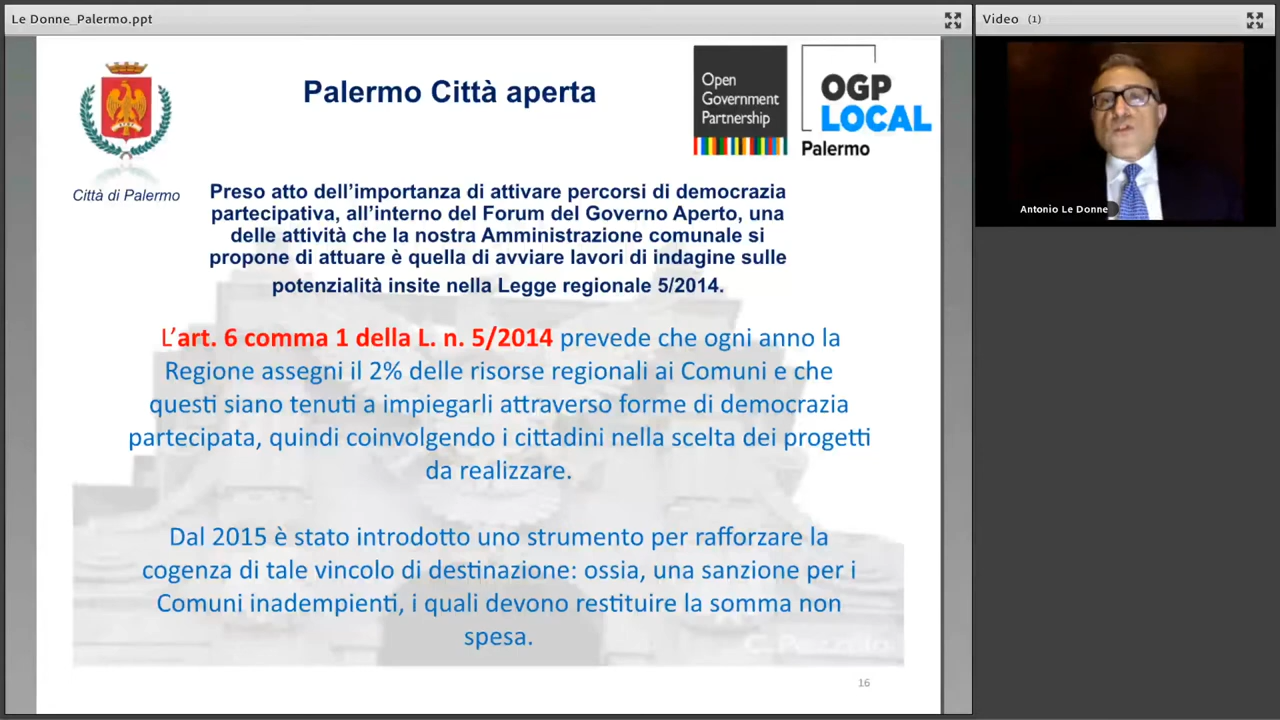 Le Donne_Palermo.ppt
Video (1)
Palermo Città aperta
Open
Government
Partnership
OGP
LOCAL
Palermo
Città di Palermo
Preso atto dell’importanza di attivare percorsi di democrazia
partecipativa, all’interno del Forum del Governo Aperto, una
delle attività che la nostra Amministrazione comunale si
propone di attuare è quella di avviare lavori di indagine sulle
potenzialità insite nella Legge regionale 5/2014.
L’art. 6 comma 1 della L. n. 5/2014 prevede che ogni anno la
Regione assegni il 2% delle risorse regionali ai Comuni e che
questi siano tenuti a impiegarli attraverso forme di democrazia
partecipata, quindi coinvolgendo i cittadini nella scelta dei progetti
da realizzare.
Dal 2015 è stato introdotto uno strumento per rafforzare la
cogenza di tale vincolo di destinazione: ossia, una sanzione per i
Comuni inadempienti, i quali devono restituire la somma non
spesa.
16
Antonio Le Donne